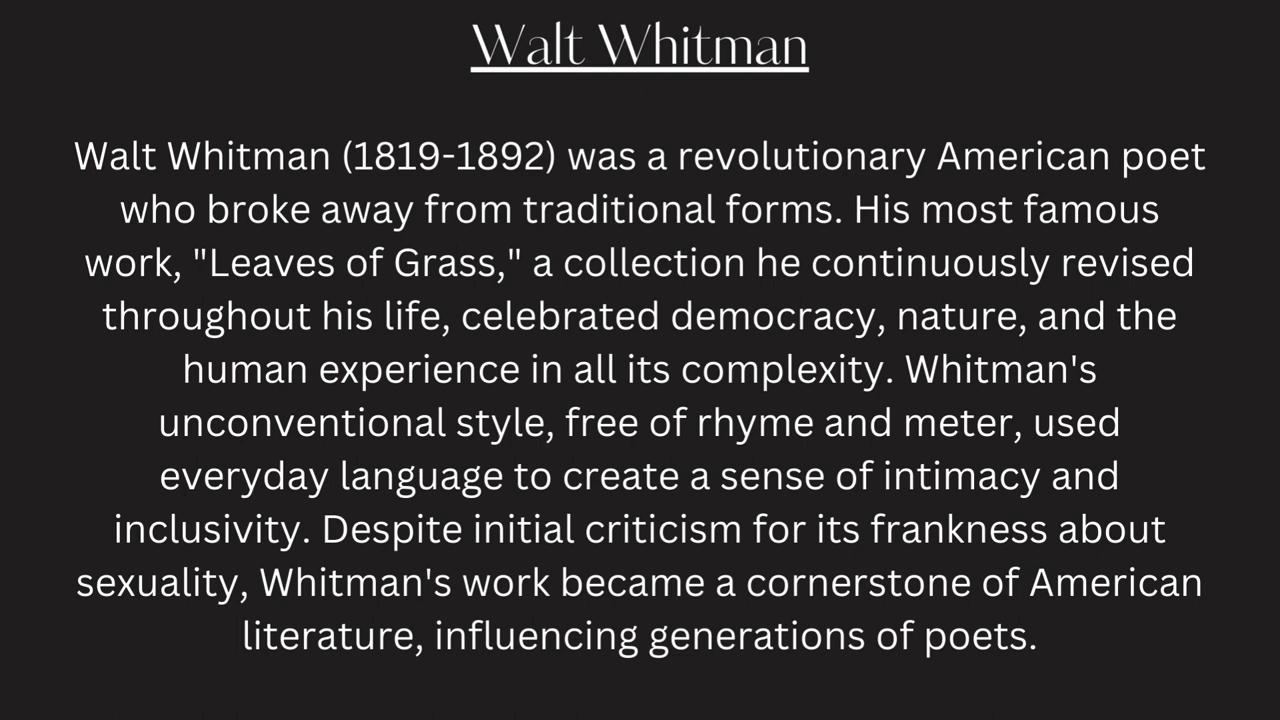 Walt Whitman
Walt Whitman (1819-1892) was a revolutionary American poet
who broke away from traditional forms. His most famous
work, "Leaves of Grass," a collection he continuously revised
throughout his life, celebrated democracy, nature, and the
human experience in all its complexity. Whitman's
unconventional style, free of rhyme and meter, used
everyday language to create a sense of intimacy and
inclusivity. Despite initial criticism for its frankness about
sexuality, Whitman's work became a cornerstone of American
literature, influencing generations of poets.